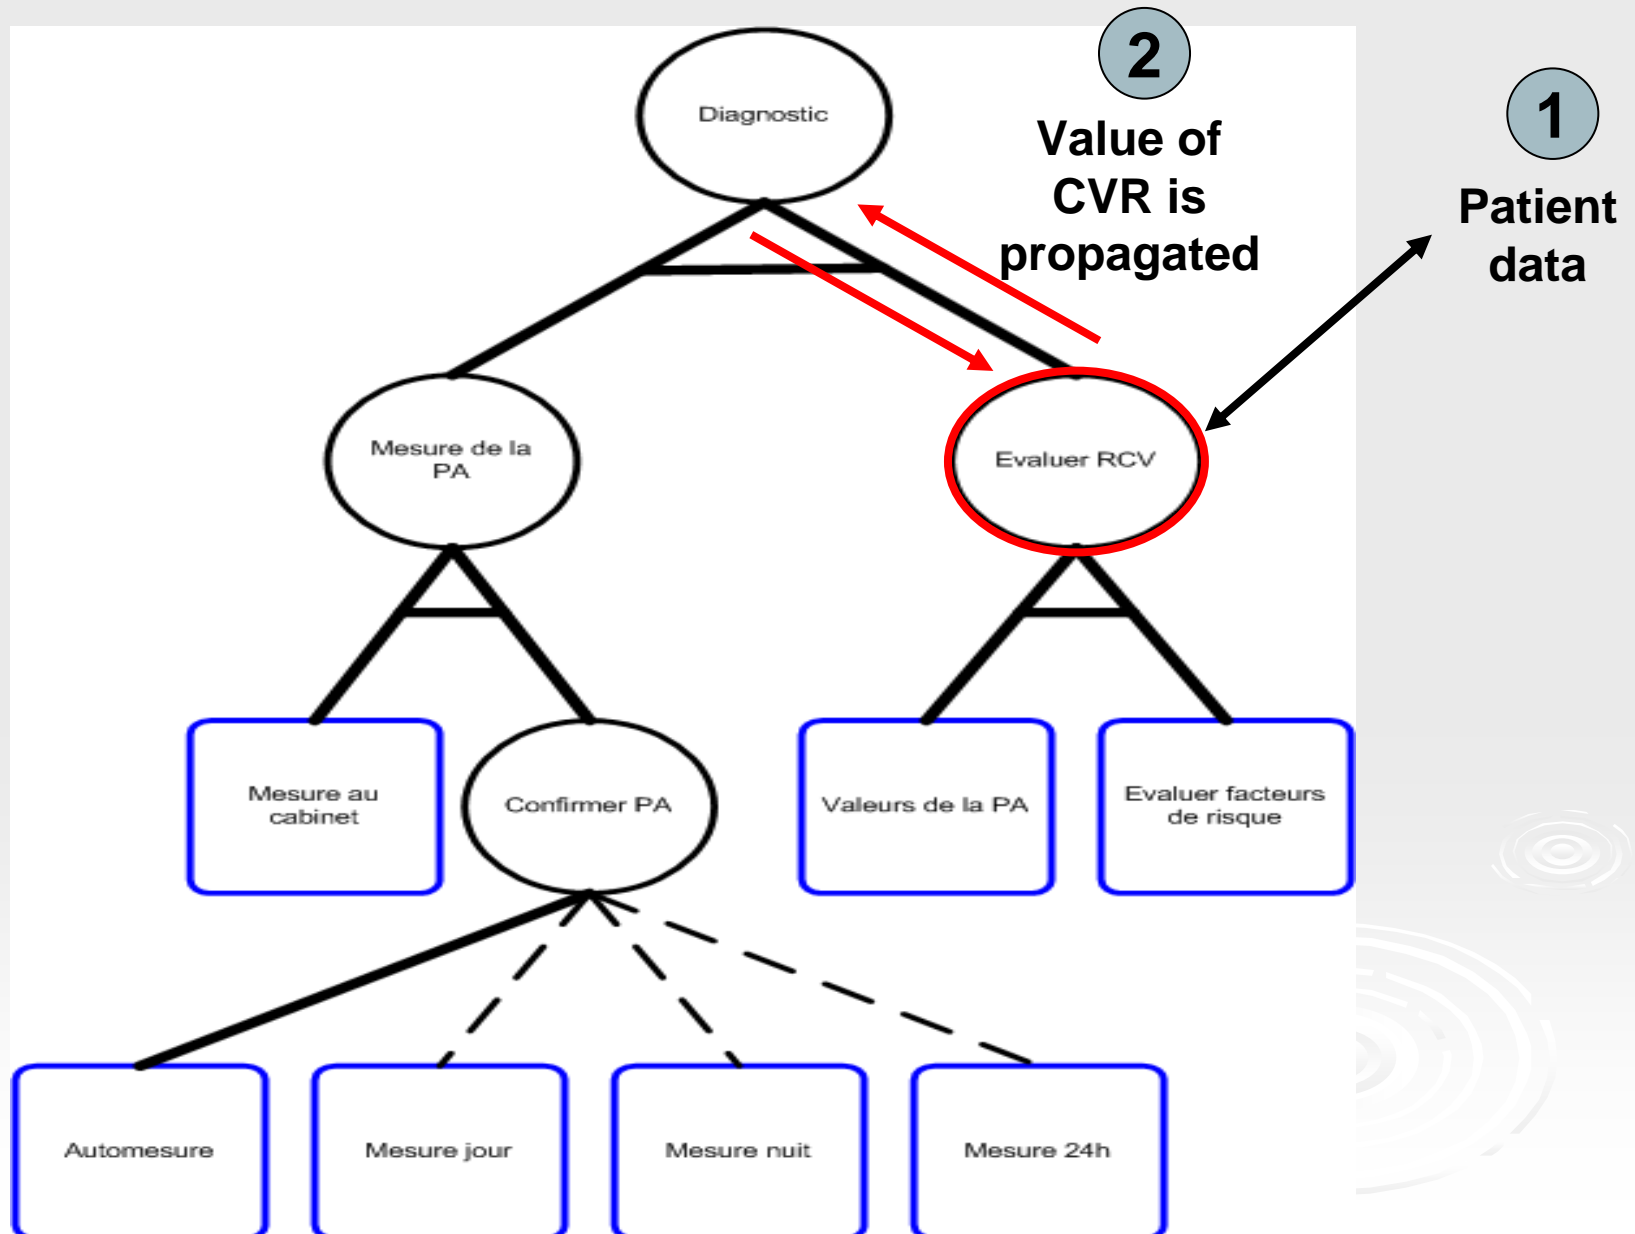 2
1
Diagnostic
Value of
CVR is
propagated
Patient
data
Mesure de la
PA
Evaluer RCV
Mesure au
cabinet
Confirmer PA
Valeurs de la PA
Evaluer facteurs
de risque
Automesure
Mesure jour
Mesure nuit
Mesure 24h